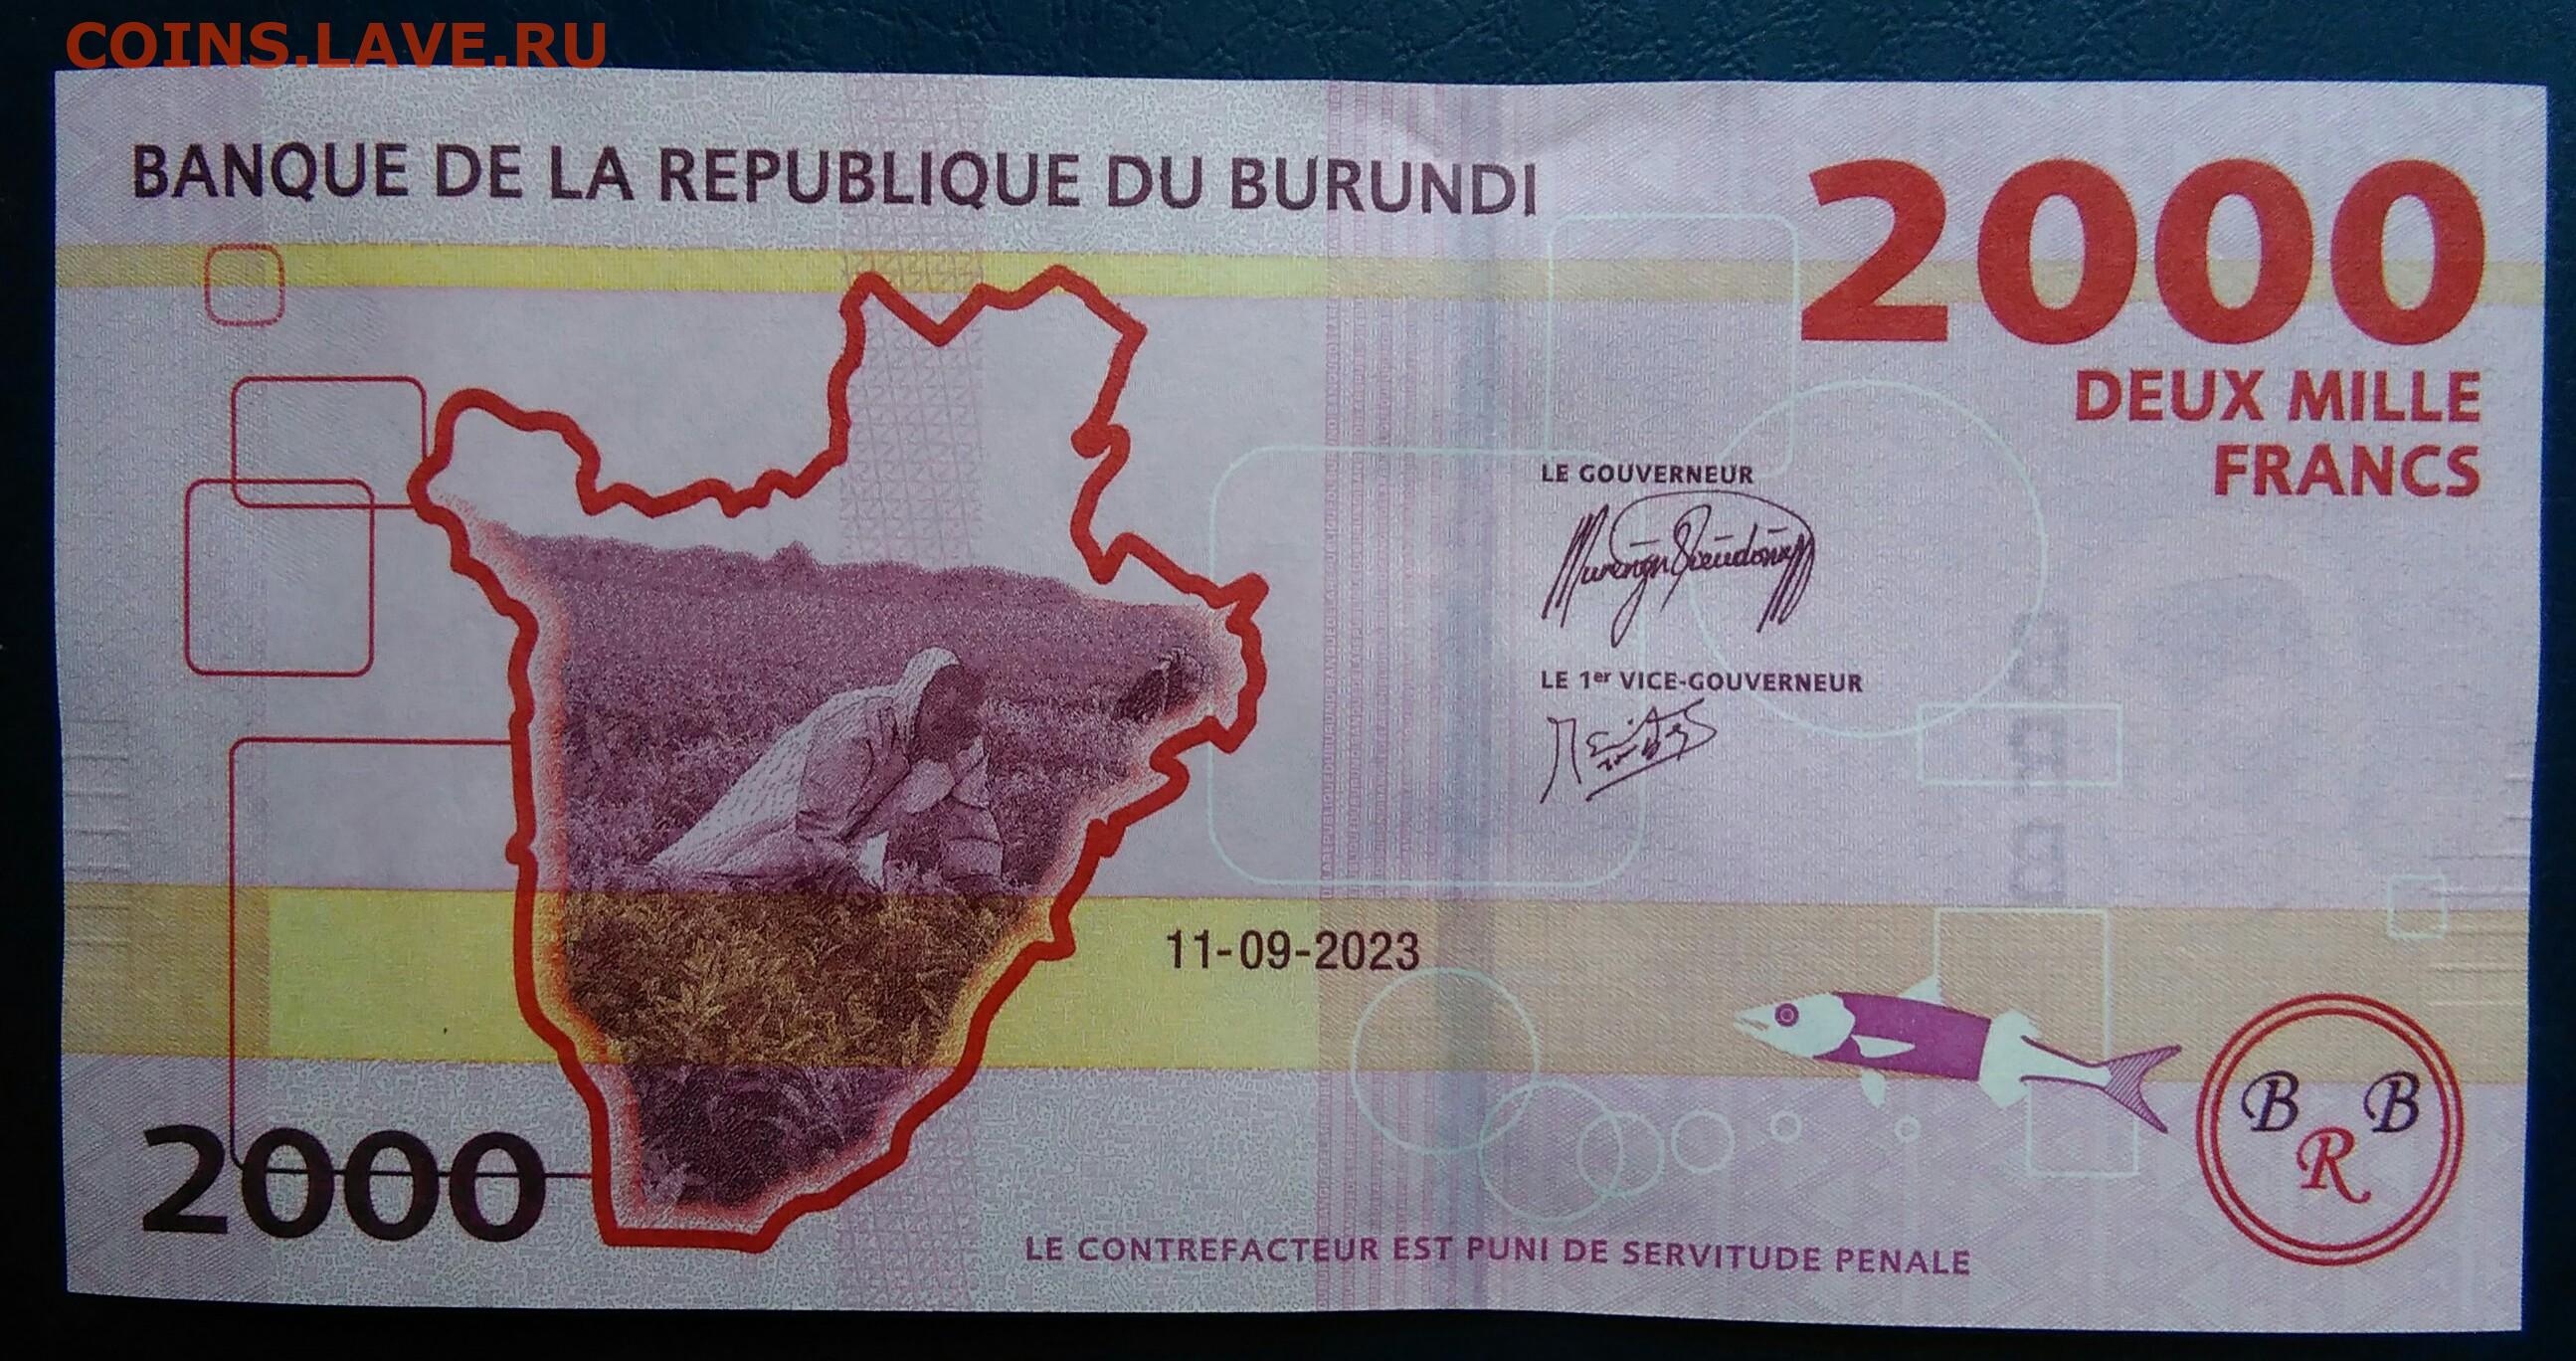 COINS.LAVE.RU
BANQUE DE LA REPUBLIQUE DU BURUNDI
2000
DEUX MILLE
FRANCS
LE GOUVERNEUR
LE 1er VICE-GOUVERNEUR
11-09-2023
B R B
2000
LE CONTREFACTEUR EST PUNI DE SERVITUDE PENALE